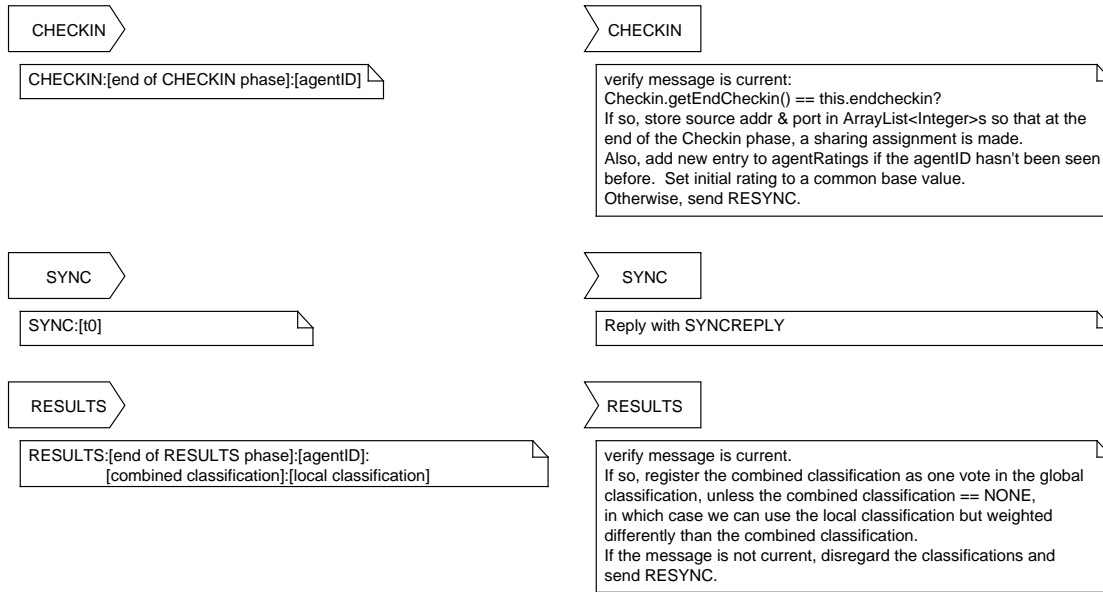 CHECKIN
CHECKIN:[end of CHECKIN phase]:[agentID]
CHECKIN
verify message is current:
Checkin.getEndCheckin() == this.endcheckin?
If so, store source addr & port in ArrayList<Integer>s so that at the
end of the Checkin phase, a sharing assignment is made.
Also, add new entry to agentRatings if the agentID hasn't been seen
before.  Set initial rating to a common base value.
Otherwise, send RESYNC.
SYNC
SYNC:[t0]
SYNC
Reply with SYNCREPLY
RESULTS
RESULTS:[end of RESULTS phase]:[agentID]:
[combined classification]:[local classification]
RESULTS
verify message is current.
If so, register the combined classification as one vote in the global
classification, unless the combined classification == NONE,
in which case we can use the local classification but weighted
differently than the combined classification.
If the message is not current, disregard the classifications and
send RESYNC.